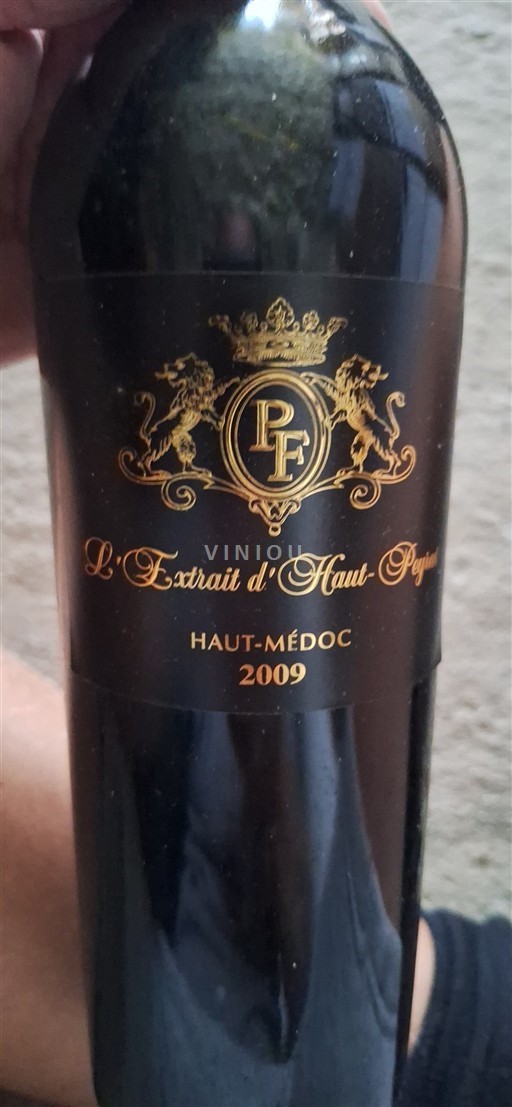 PF
VINIOU
L'Extrait d'Haut-Peyrat
HAUT-MÉDOC
2009